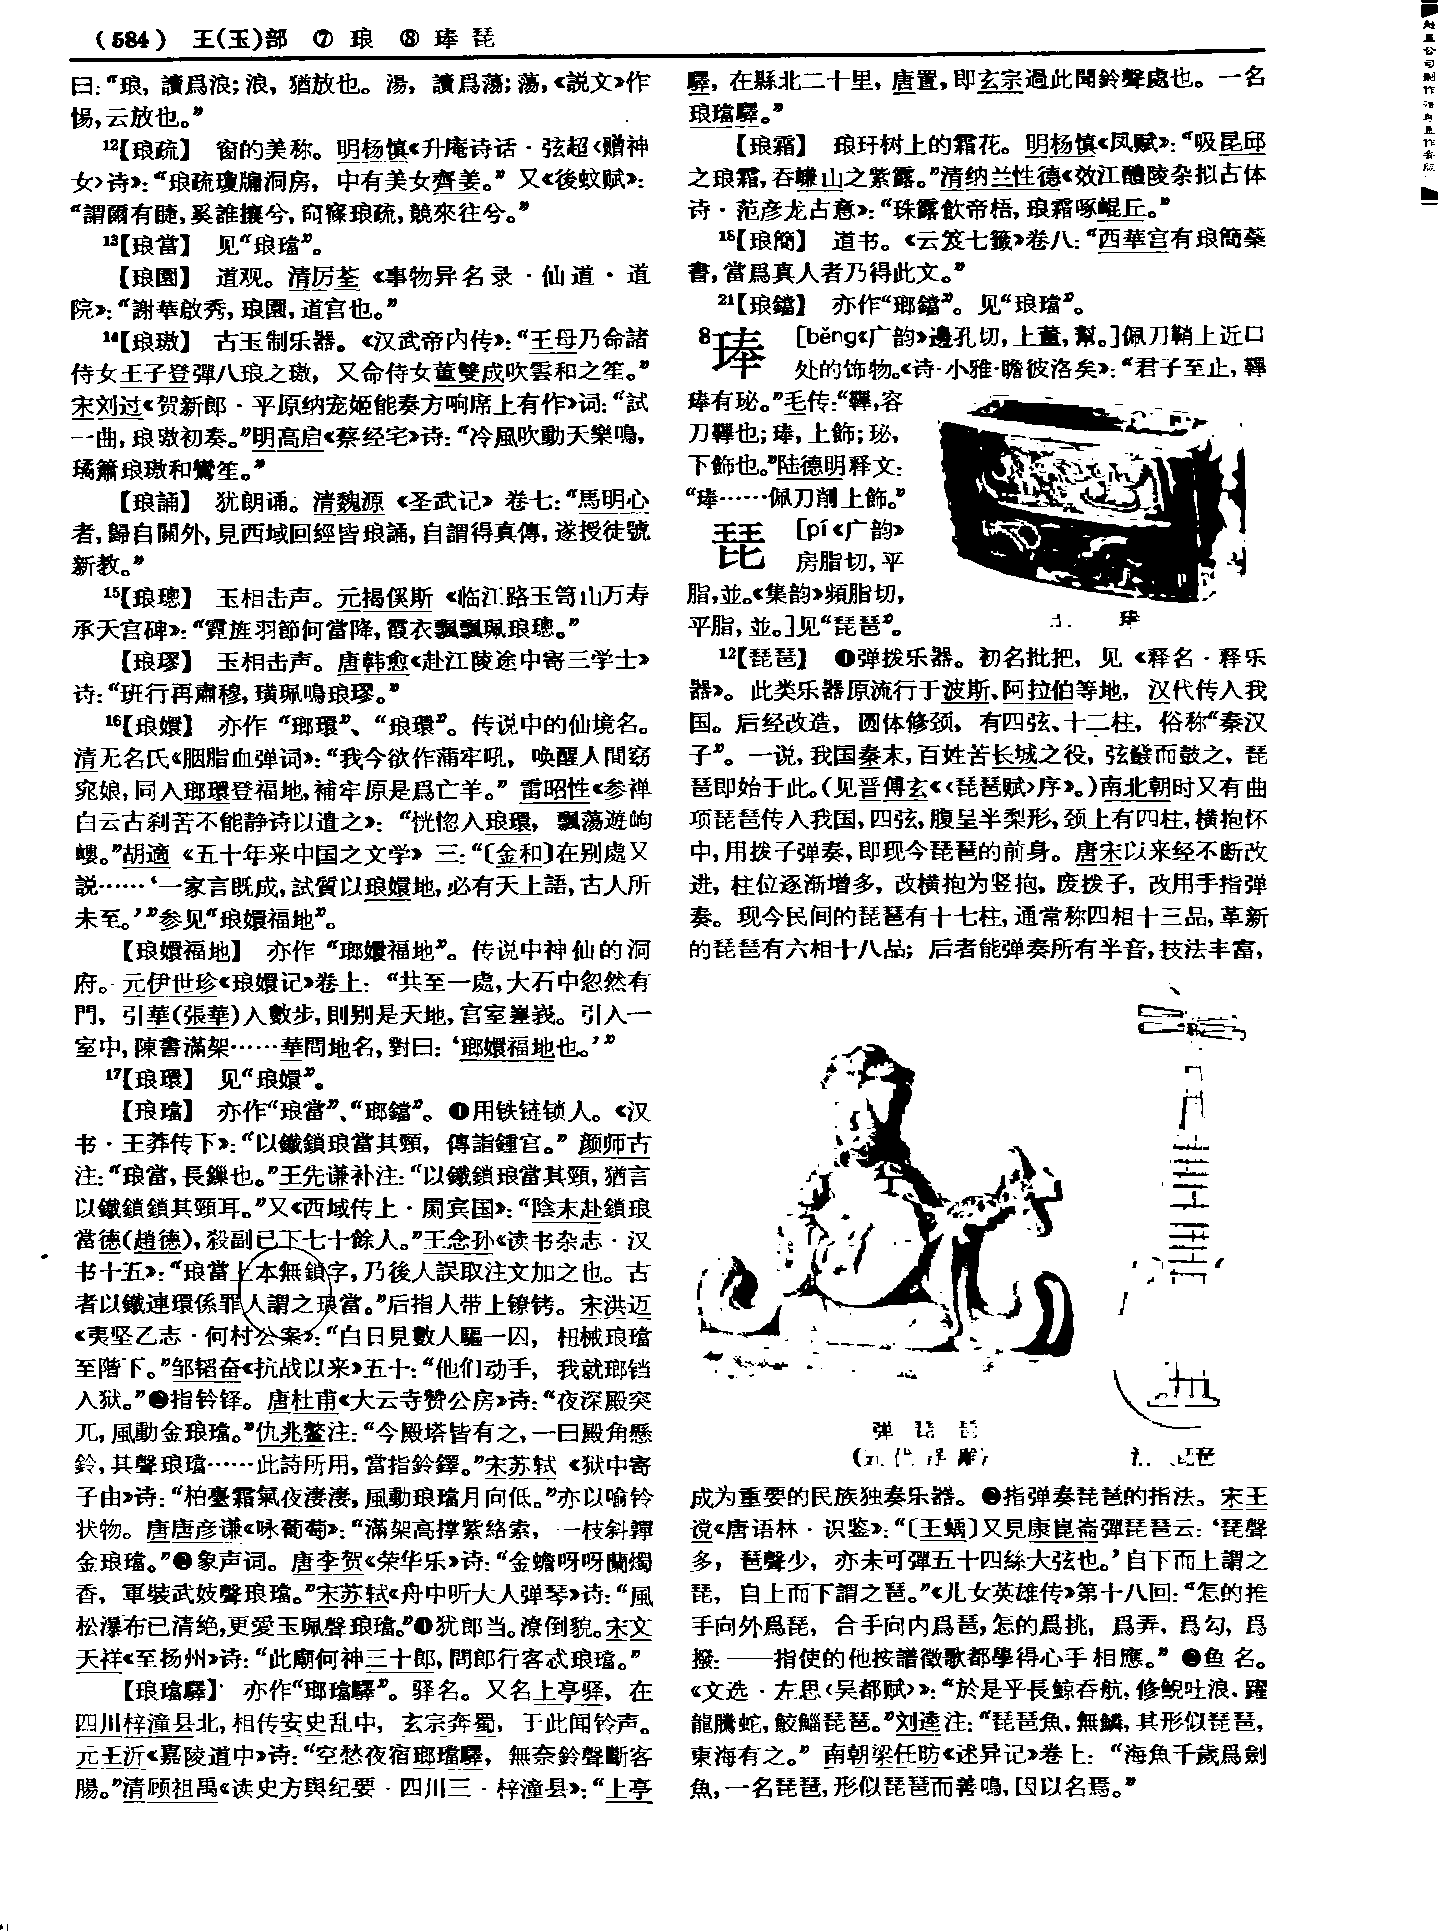 (584) 王(玉)部 ⑦ 琅 ⑧ 琫 琵
曰:“琅,讀爲浪;浪,猶放也。湯,讀爲蕩;蕩,《説文》作
愓,云放也。”
¹²【琅疏】 窗的美称。明杨慎《升庵诗话·弦超〈赠神
女〉诗》:“琅疏瓊牖洞房,中有美女齊姜。”又《後蚊赋》:
“謂爾有睫,奚誰攘兮,窅窱琅疏,競來往兮。”
¹³【琅當】 见“琅璫”。
【琅園】 道观。清厉荃《事物异名录·仙道·道
院》:“謝華啟秀,琅園,道宫也。”
¹⁴【琅璈】 古玉制乐器。《汉武帝内传》:“王母乃命諸
侍女王子登彈八琅之璈,又命侍女董雙成吹雲和之笙。”
宋刘过《贺新郎·平原纳宠姬能奏方响席上有作》词:“試
一曲,琅璈初奏。”明高启《蔡经宅》诗:“冷風吹動天樂鳴,
璚簫琅璈和鸞笙。”
【琅誦】 犹朗诵。清魏源《圣武记》卷七:“馬明心
者,歸自關外,見西域回經皆琅誦,自謂得真傳,遂授徒號
新教。”
¹⁵【琅璁】 玉相击声。元揭傒斯《临江路玉笥山万寿
承天宫碑》:“霓旌羽節何當降,霞衣飄飄珮琅璁。”
【琅璆】 玉相击声。唐韩愈《赴江陵途中寄三学士》
诗:“班行再肅穆,璜珮鳴琅璆。”
¹⁶【琅嬛】 亦作“瑯環”、“琅環”。传说中的仙境名。
清无名氏《胭脂血弹词》:“我今欲作蒲牢吼,唤醒人間窈
窕娘,同入瑯環登福地,補牢原是爲亡羊。”雷昭性《参禅
白云古刹苦不能静诗以遣之》:“恍惚入琅環,飄荡遊岣
嶁。”胡適《五十年来中国之文学》三:“〔金和〕在别處又
説……‘一家言既成,試質以琅嬛地,必有天上語,古人所
未至。’”参见“琅嬛福地”。
【琅嬛福地】 亦作“瑯嬛福地”。传说中神仙的洞
府。元伊世珍《琅嬛记》卷上:“共至一處,大石中忽然有
門,引華(張華)入數步,則别是天地,宫室嵯峩。引入一
室中,陳書滿架……華問地名,對曰:‘瑯嬛福地也。’”
¹⁷【琅環】 见“琅嬛”。
【琅璫】 亦作“琅當”、“瑯鐺”。❶用铁链锁人。《汉
书·王莽传下》:“以鐵鎖琅當其頸,傳詣鍾官。”颜师古
注:“琅當,長鏁也。”王先谦补注:“以鐵鎖琅當其頸,猶言
以鐵鎖鎖其頸耳。”又《西域传上·罽宾国》:“陰末赴鎖琅
當德(趙德),殺副已下七十餘人。”王念孙《读书杂志·汉
书十五》:“琅當上本無鎖字,乃後人誤取注文加之也。古
者以鐵連環係罪人謂之琅當。”后指人带上镣铐。宋洪迈
《夷坚乙志·何村公案》:“白日見數人驅一囚,杻械琅璫
至階下。”邹韬奋《抗战以来》五十:“他们动手,我就瑯铛
入狱。”❷指铃铎。唐杜甫《大云寺赞公房》诗:“夜深殿突
兀,風動金琅璫。”仇兆鳌注:“今殿塔皆有之,一曰殿角懸
鈴,其聲琅璫……此詩所用,當指鈴鐸。”宋苏轼《狱中寄
子由》诗:“柏臺霜氣夜淒淒,風動琅璫月向低。”亦以喻铃
状物。唐唐彦谦《咏葡萄》:“滿架高撑紫絡索,一枝斜嚲
金琅璫。”❸象声词。唐李贺《荣华乐》诗:“金蟾呀呀蘭燭
香,軍裝武妓聲琅璫。”宋苏轼《舟中听大人弹琴》诗:“風
松瀑布已清絶,更愛玉珮聲琅璫。”❹犹郎当。潦倒貌。宋文
天祥《至扬州》诗:“此廟何神三十郎,問郎行客忒琅璫。”
【琅璫驛】 亦作“瑯璫驛”。驿名。又名上亭驿,在
四川梓潼县北,相传安史乱中,玄宗奔蜀,于此闻铃声。
元王沂《嘉陵道中》诗:“空愁夜宿瑯璫驛,無奈鈴聲斷客
腸。”清顾祖禹《读史方舆纪要·四川三·梓潼县》:“上亭
驛,在縣北二十里,唐置,即玄宗過此聞鈴聲處也。一名
琅璫驛。”
【琅霜】 琅玕树上的霜花。明杨慎《凤赋》:“吸昆邱
之琅霜,吞嵰山之紫露。”清纳兰性德《效江醴陵杂拟古体
诗·范彦龙古意》:“珠露飲帝梧,琅霜啄崐丘。”
¹⁸【琅簡】 道书。《云笈七籤》卷八:“西華宫有琅簡蘂
書,當爲真人者乃得此文。”
²¹【琅鐺】 亦作“瑯鐺”。见“琅璫”。
⁸琫 [běng《广韵》邊孔切,上董,幫。]佩刀鞘上近口
处的饰物。《诗·小雅·瞻彼洛矣》:“君子至止,鞸
琫有珌。”毛传:“鞸,容
刀鞸也;琫,上飾;珌,
下飾也。”陆德明释文:
“琫……佩刀削上飾。”
琵 [pí《广韵》
房脂切,平
脂,並。《集韵》頻脂切,
平脂,並。]见“琵琶”。
琫
¹²【琵琶】 ❶弹拨乐器。初名批把,见《释名·释乐
器》。此类乐器原流行于波斯、阿拉伯等地,汉代传入我
国。后经改造,圆体修颈,有四弦、十二柱,俗称“秦汉
子”。一说,我国秦末,百姓苦长城之役,弦鼗而鼓之,琵
琶即始于此。(见晋傅玄《〈琵琶赋〉序》。)南北朝时又有曲
项琵琶传入我国,四弦,腹呈半梨形,颈上有四柱,横抱怀
中,用拨子弹奏,即现今琵琶的前身。唐宋以来经不断改
进,柱位逐渐增多,改横抱为竖抱,废拨子,改用手指弹
奏。现今民间的琵琶有十七柱,通常称四相十三品,革新
的琵琶有六相十八品;后者能弹奏所有半音,技法丰富,
弹 琵 琶
琵琶
成为重要的民族独奏乐器。❷指弹奏琵琶的指法。宋王
谠《唐语林·识鉴》:“〔王蝺〕又見康崑崙彈琵琶云:‘琵聲
多,琶聲少,亦未可彈五十四絲大弦也。’自下而上謂之
琵,自上而下謂之琶。”《儿女英雄传》第十八回:“怎的推
手向外爲琵,合手向内爲琶,怎的爲挑,爲弄,爲勾,爲
撥:——指使的他按譜徵歌都學得心手相應。”❸鱼名。
《文选·左思〈吴都赋〉》:“於是乎長鯨吞航,修鯢吐浪,躍
龍騰蛇,鮫鯔琵琶。”刘逵注:“琵琶魚,無鱗,其形似琵琶,
東海有之。”南朝梁任昉《述异记》卷上:“海魚千歲爲劍
魚,一名琵琶,形似琵琶而善鳴,因以名焉。”